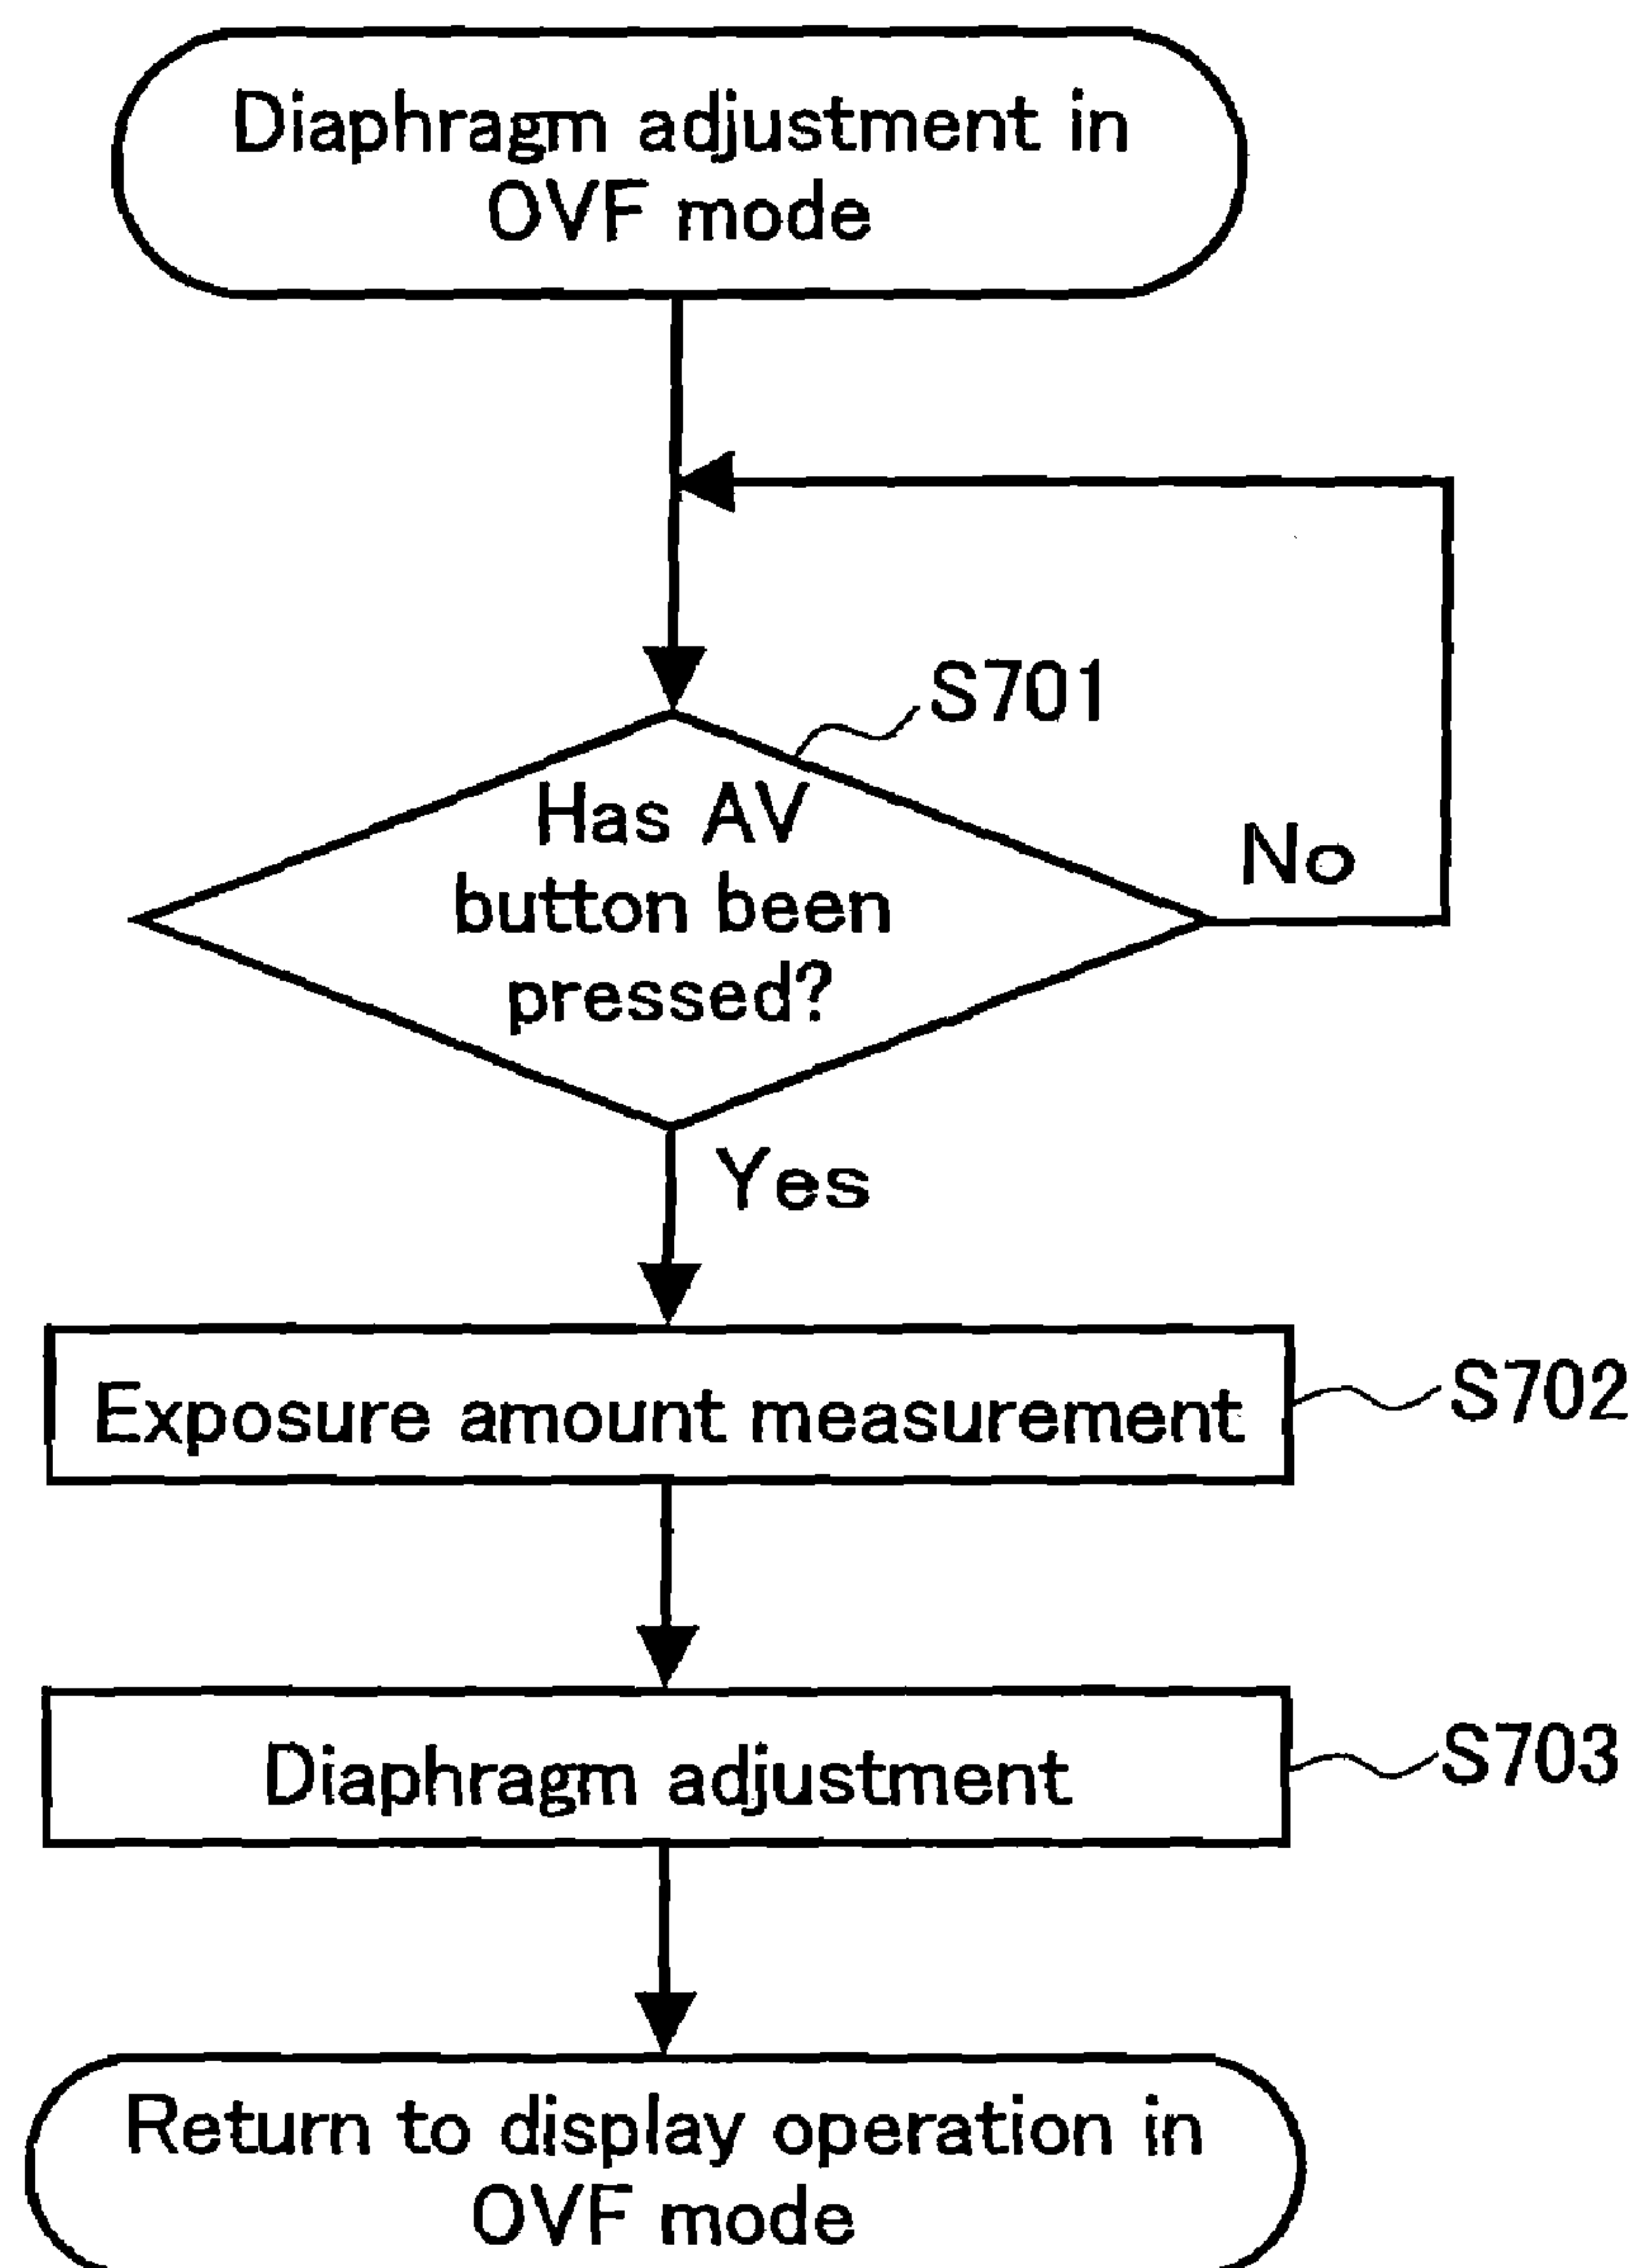 Diaphragm adjustment in
OVF mode
S701
Has AV
button been
pressed?
No
Yes
Exposure amount measurement
S702
Diaphragm adjustment
S703
Return to display operation in
OVF mode